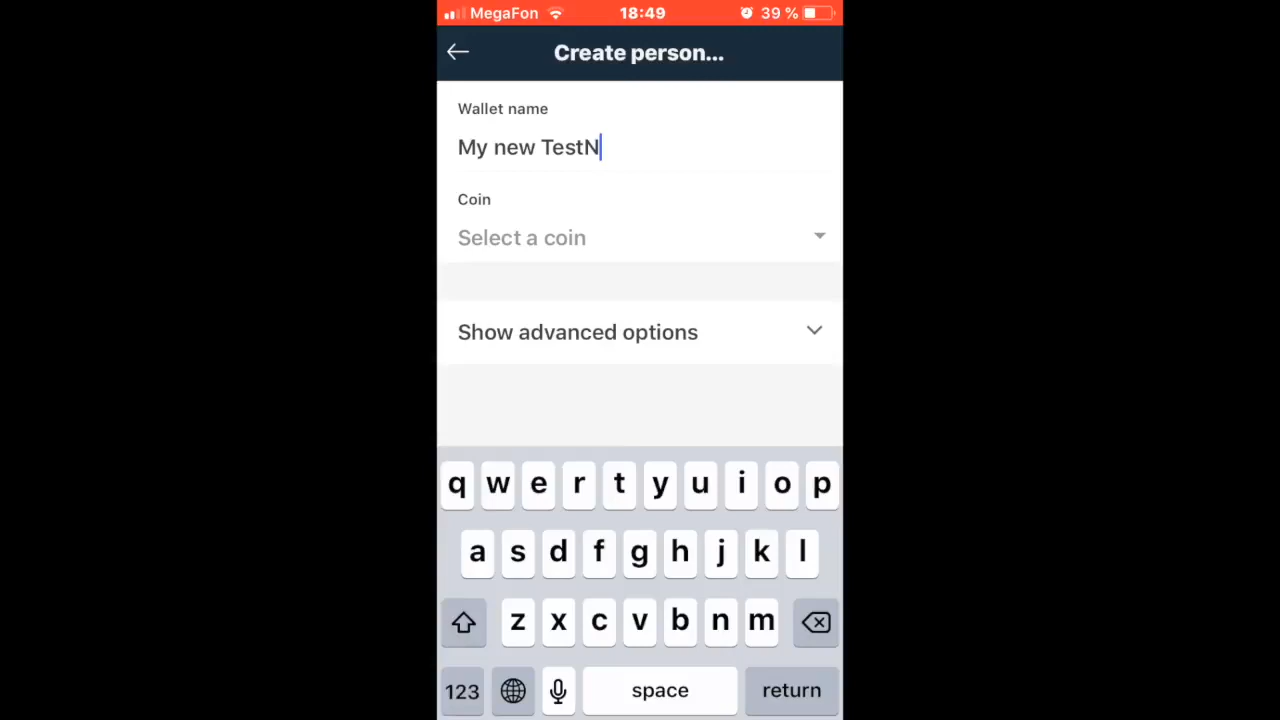 MegaFon 18:49 39 %
Create person...
Wallet name
My new TestN
Coin
Select a coin
Show advanced options
q w e r t y u i o p
a s d f g h j k l
z x c v b n m
123 space return